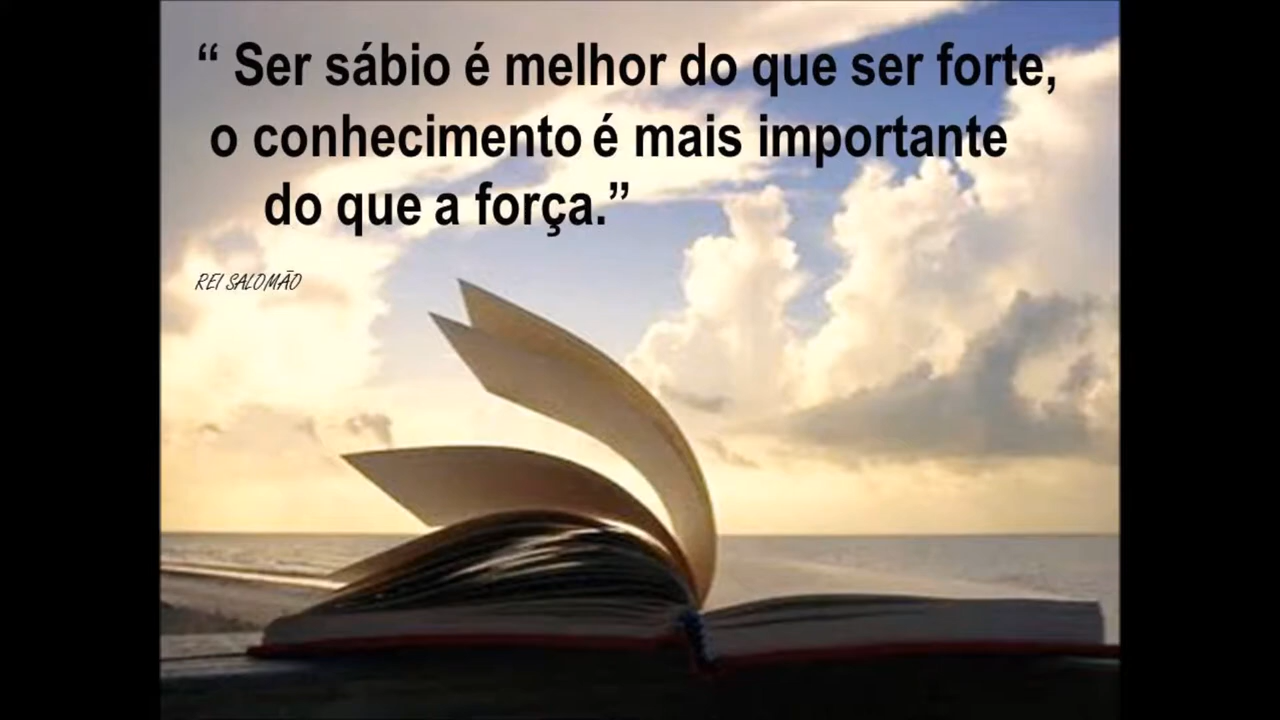 “ Ser sábio é melhor do que ser forte,
o conhecimento é mais importante
do que a força.”
REI SALOMÃO